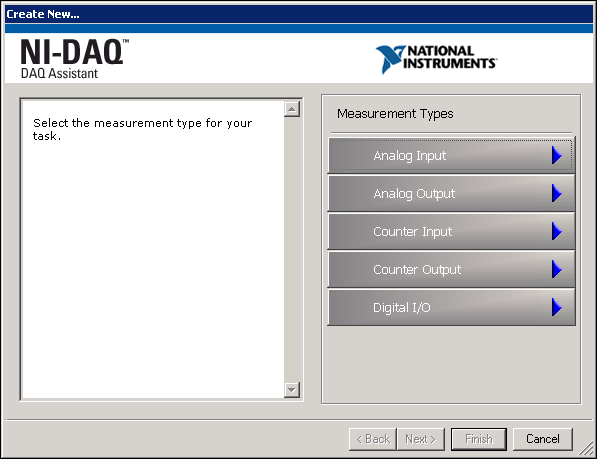 Create New...
NI-DAQ™
DAQ Assistant
NATIONAL
INSTRUMENTS™
Select the measurement type for your
task.
Measurement Types
Analog Input
Analog Output
Counter Input
Counter Output
Digital I/O
< Back
Next >
Finish
Cancel